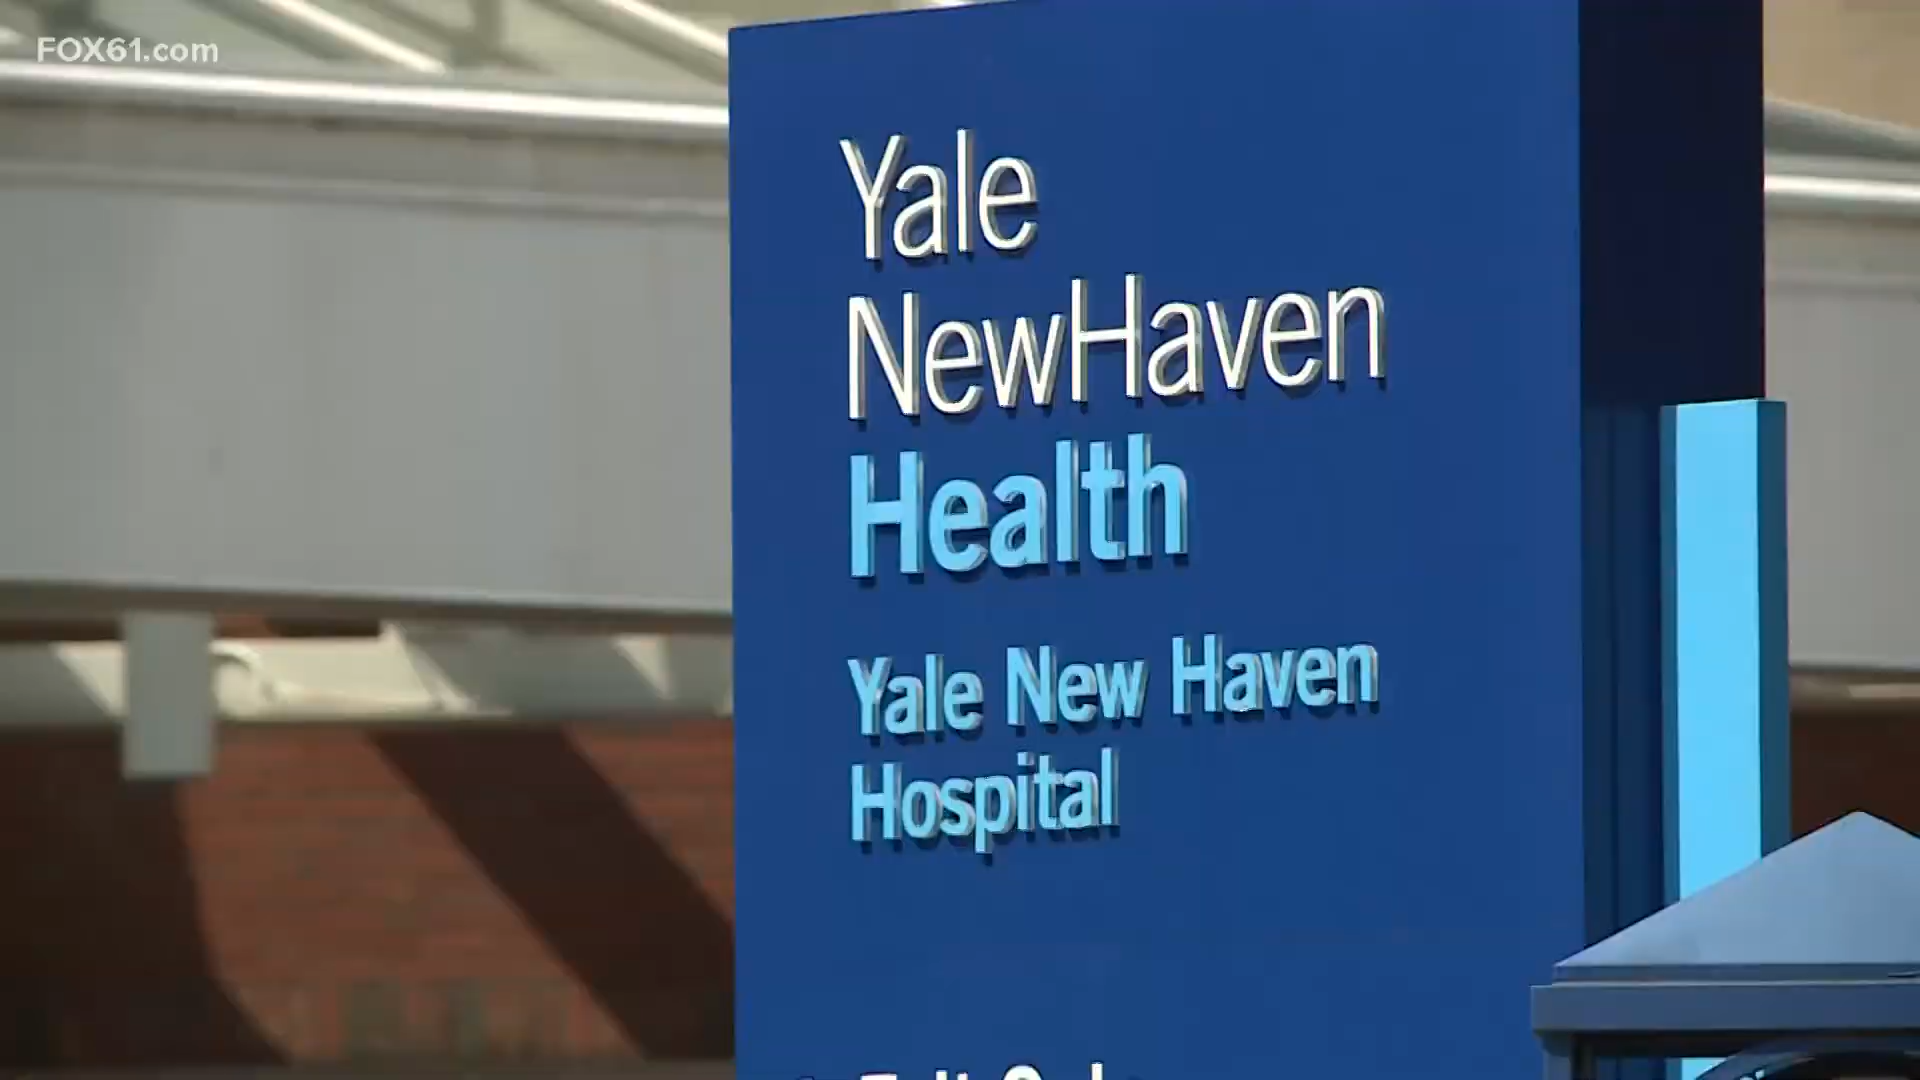 FOX61.com
Yale
NewHaven
Health
Yale New Haven
Hospital